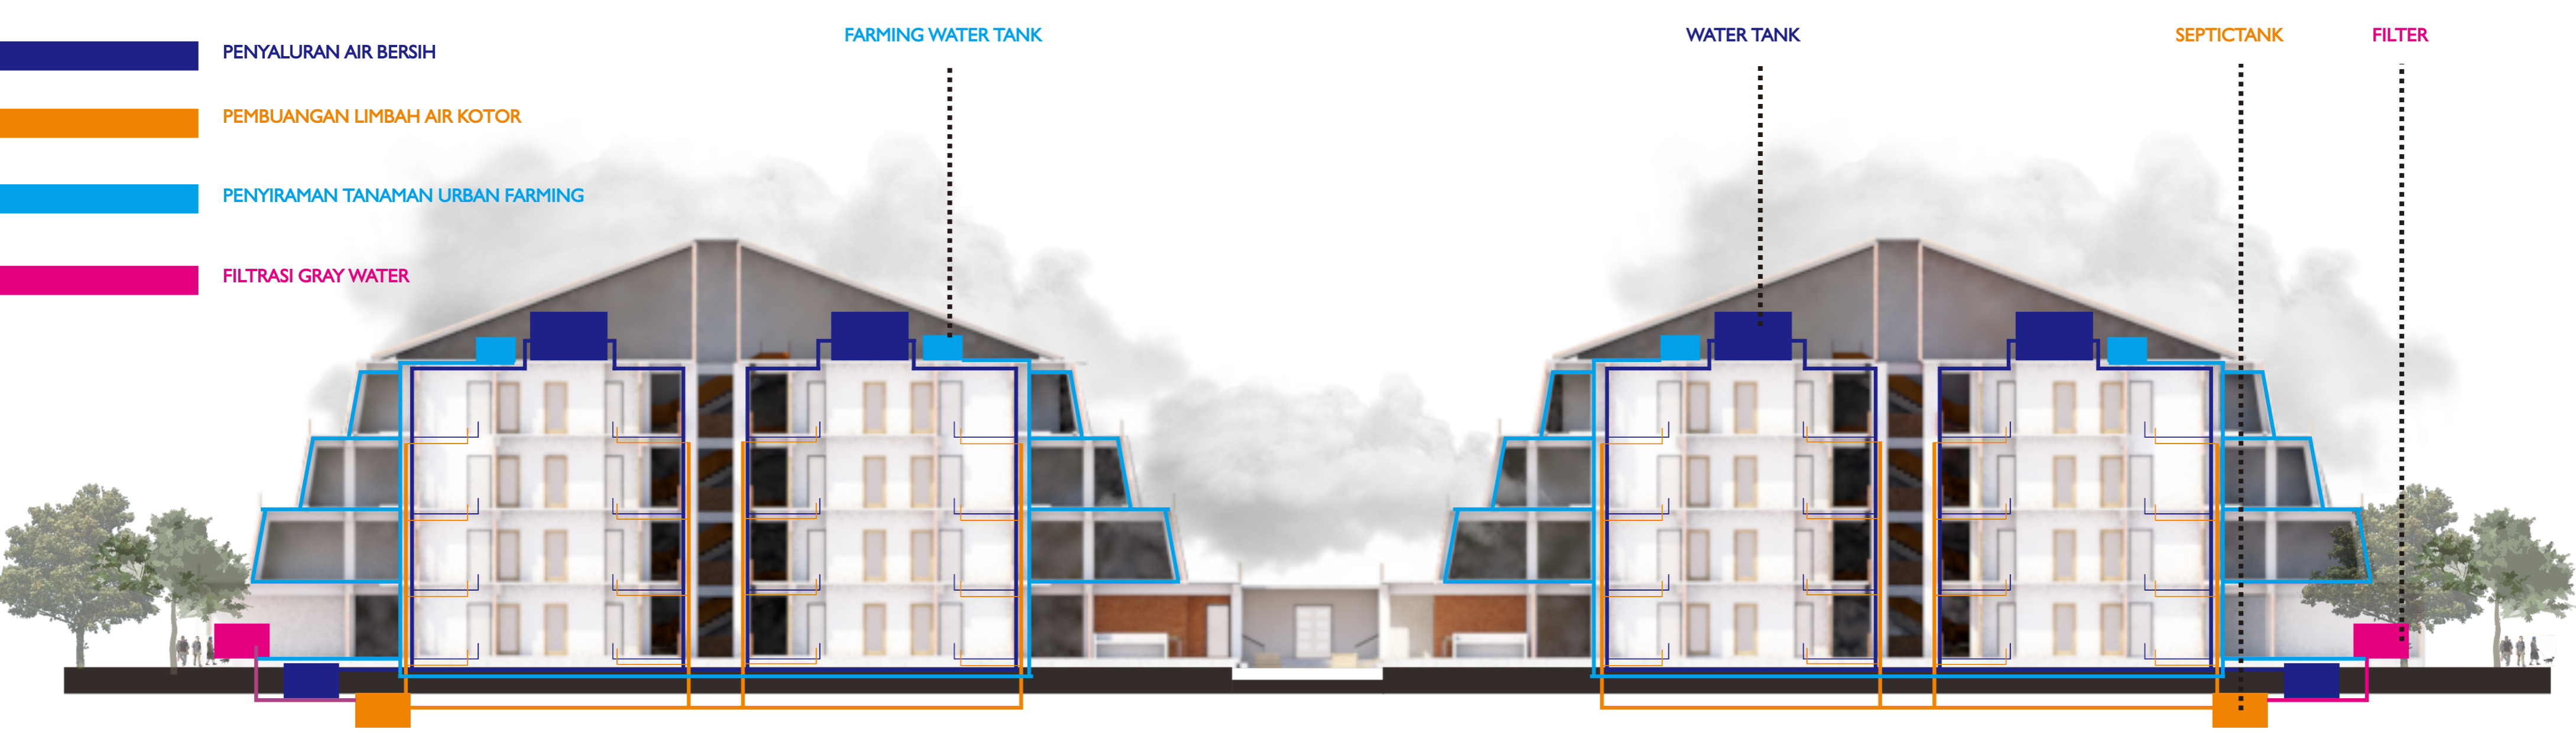 FARMING WATER TANK
WATER TANK
SEPTICTANK
FILTER
PENYALURAN AIR BERSIH
PEMBUANGAN LIMBAH AIR KOTOR
PENYIRAMAN TANAMAN URBAN FARMING
FILTRASI GRAY WATER